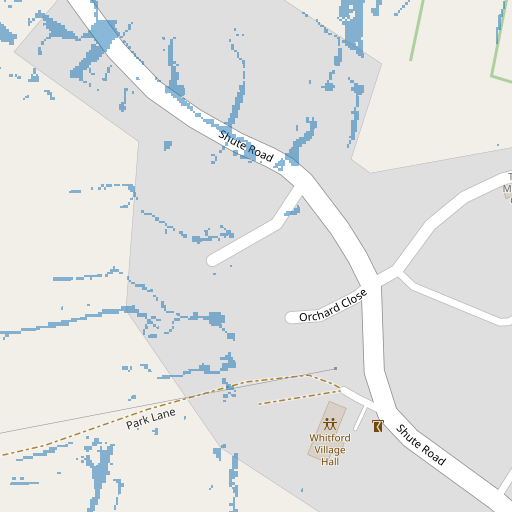 Shute Road
Orchard Close
Park Lane
Whitford
Village
Hall
Shute Road